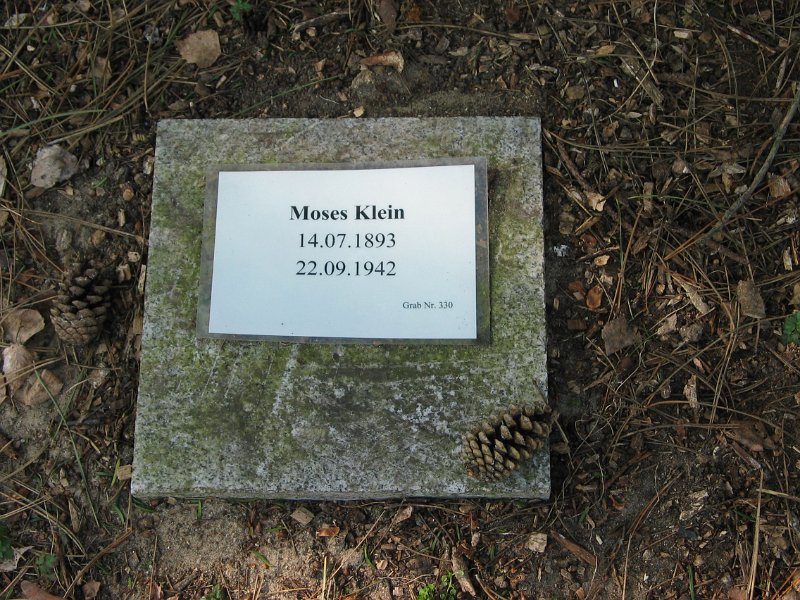 Moses Klein
14.07.1893
22.09.1942
Grab Nr. 330